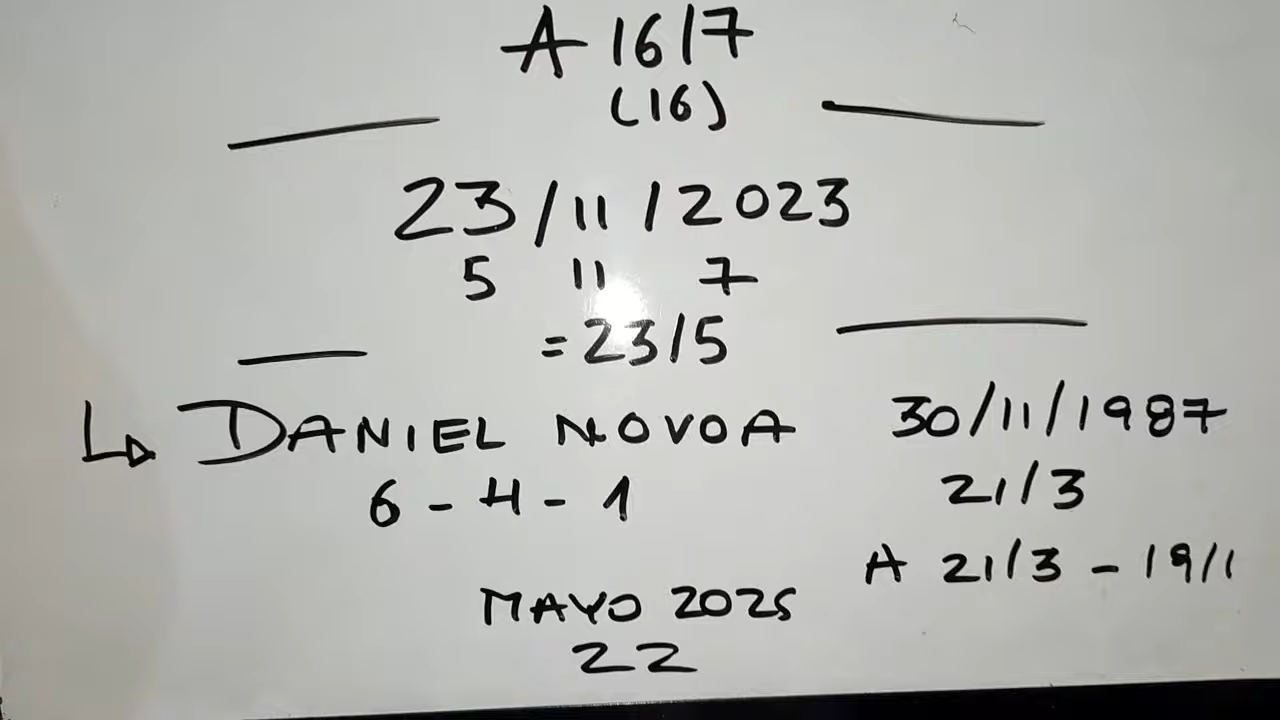 A 16/7
(16)
23/11/2023
5 11 7
= 23/5
DANIEL NOVOA 30/11/1987
6 - 4 - 1 21/3
A 21/3 - 19/1
MAYO 2025
22